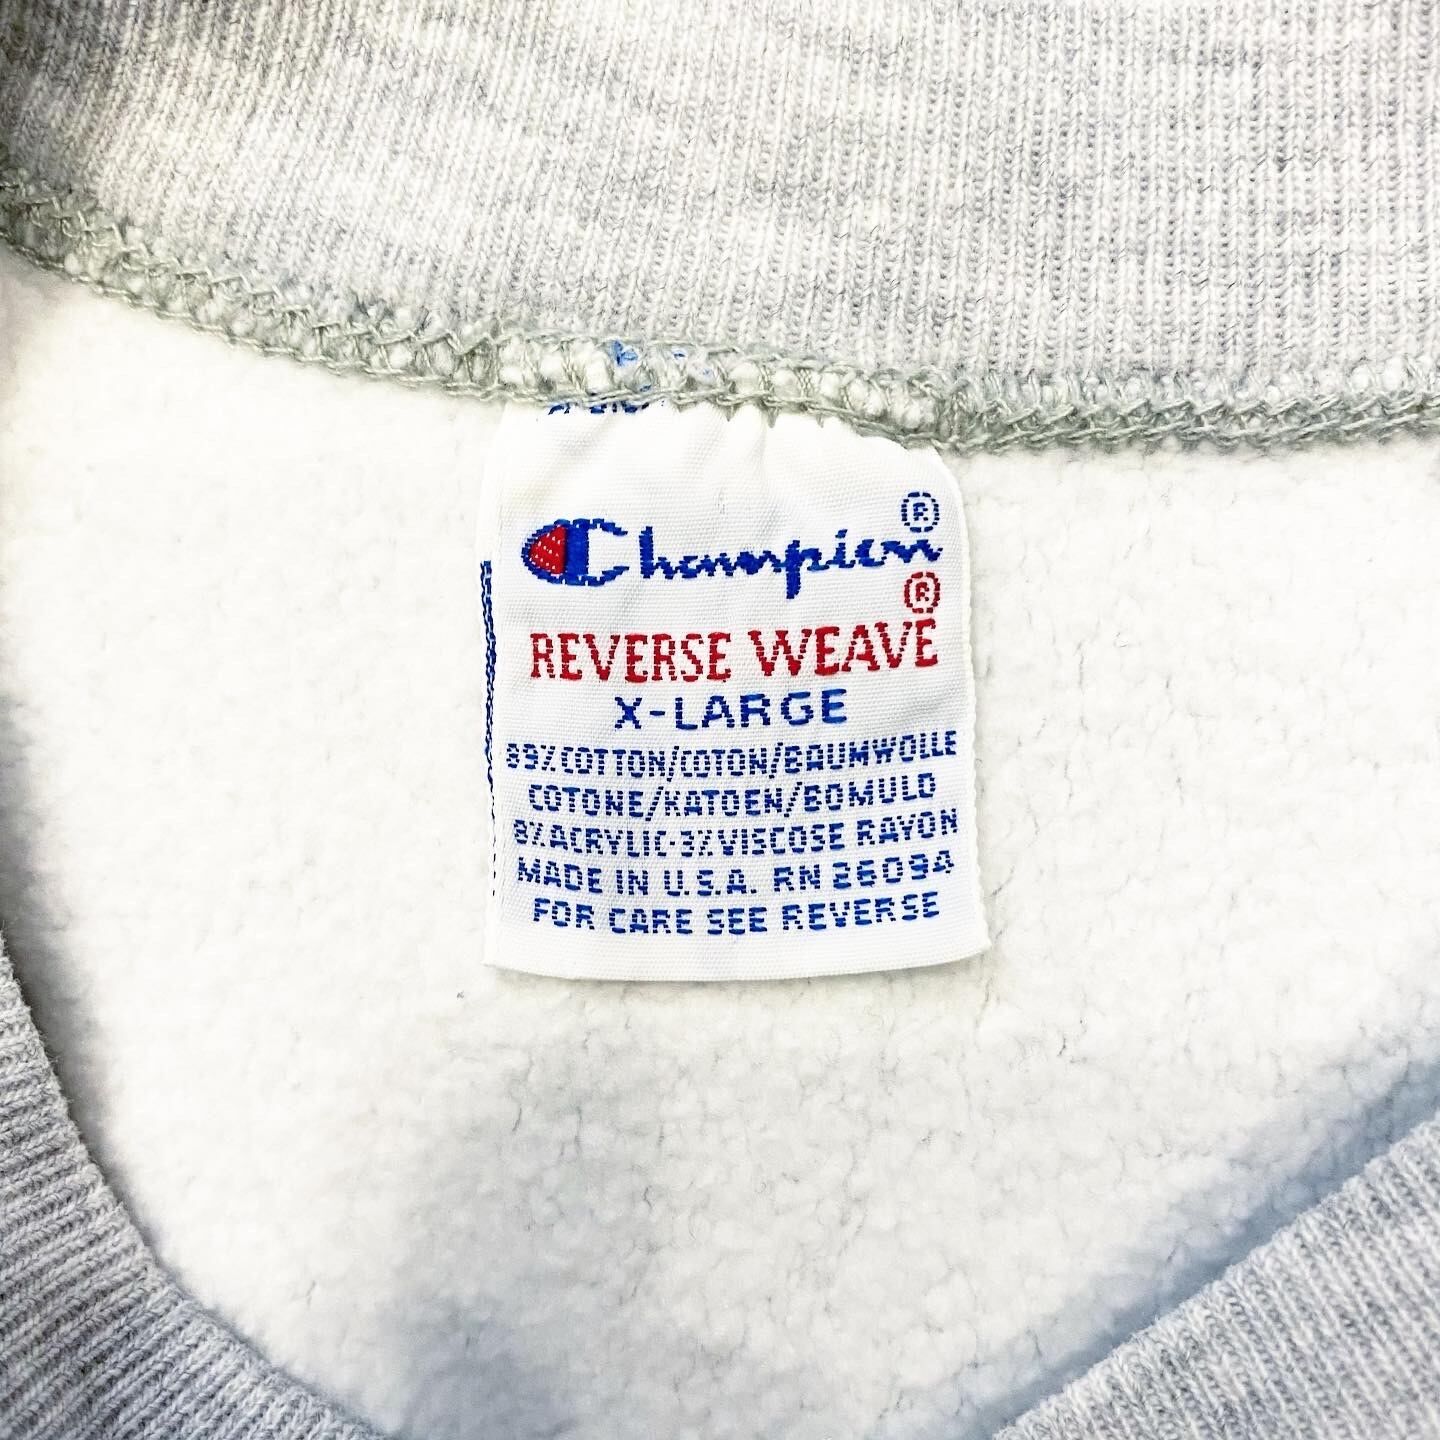 Champion®
REVERSE WEAVE®
X-LARGE
89% COTTON/COTON/BAUMWOLLE
COTONE/KATOEN/BOMULD
8% ACRYLIC-3% VISCOSE RAYON
MADE IN U.S.A. RN 26094
FOR CARE SEE REVERSE